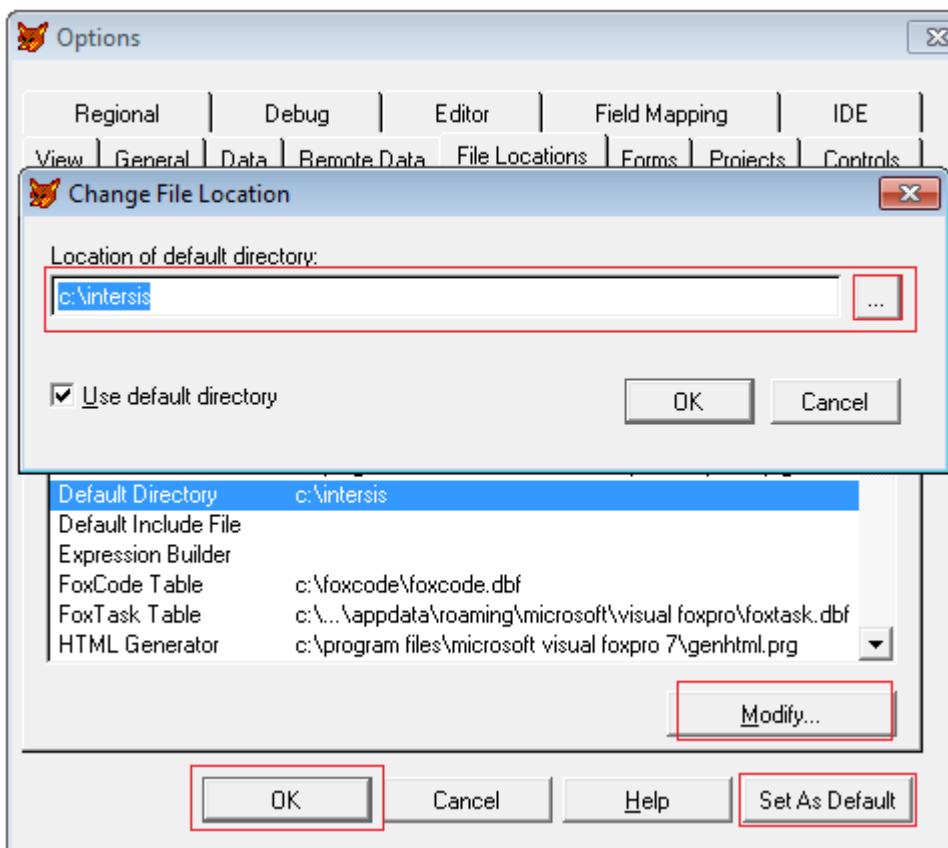 Options
Regional Debug Editor Field Mapping IDE
View General Data Remote Data File Locations Forms Projects Controls
Change File Location
Location of default directory:
c:\intersis ...
Use default directory
OK Cancel
Default Directory c:\intersis
Default Include File
Expression Builder
FoxCode Table c:\foxcode\foxcode.dbf
FoxTask Table c:\...\appdata\roaming\microsoft\visual foxpro\foxtask.dbf
HTML Generator c:\program files\microsoft visual foxpro 7\genhtml.prg
Modify...
OK Cancel Help Set As Default